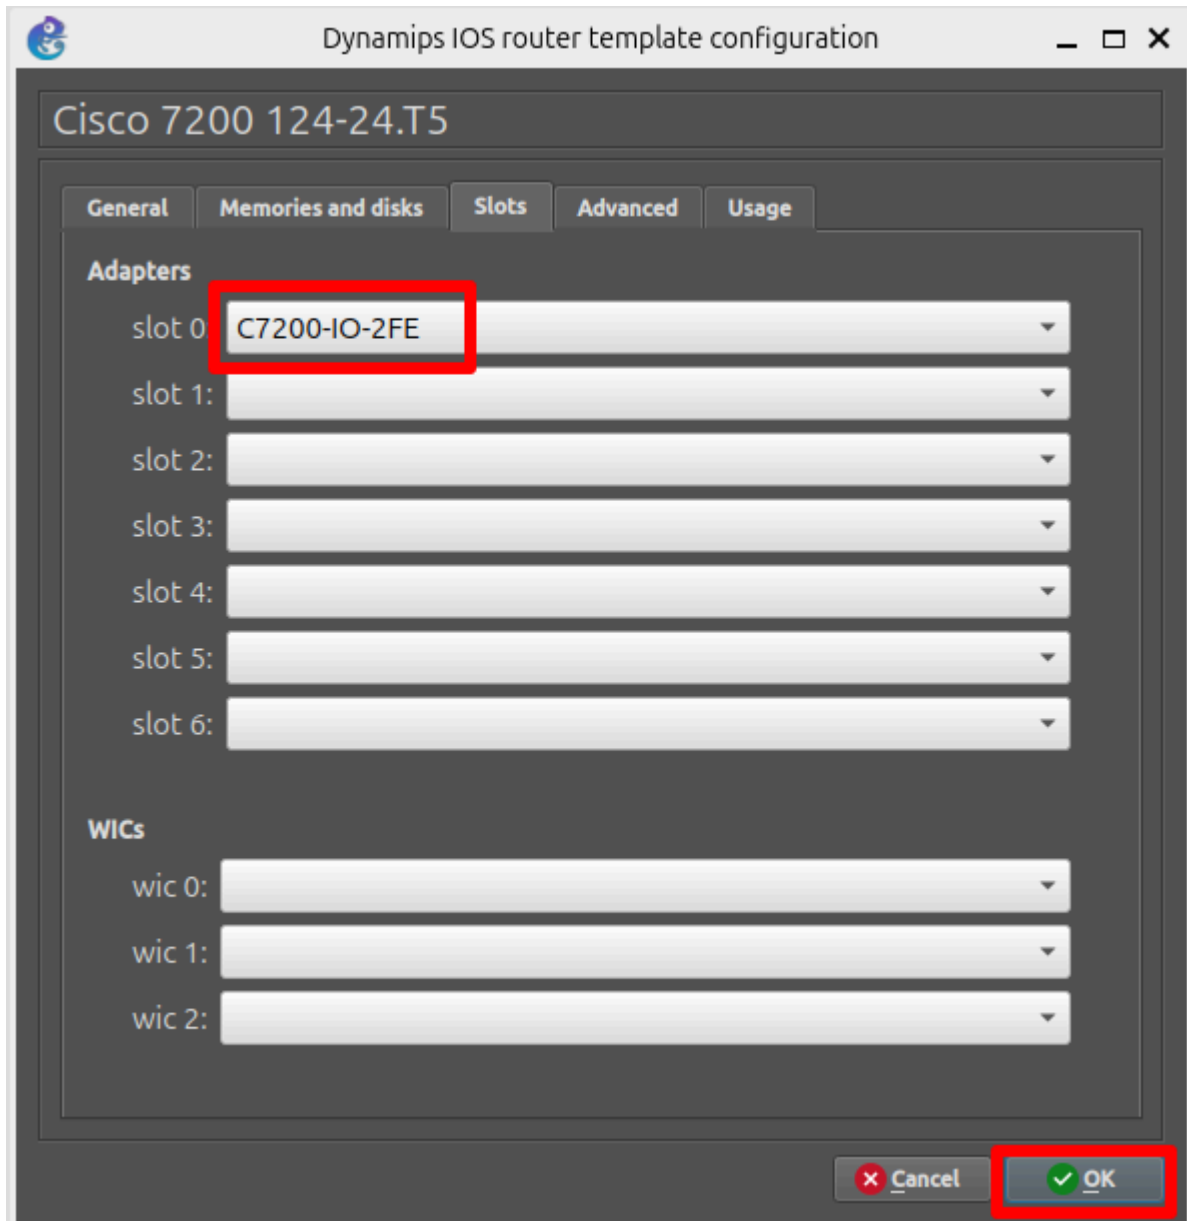 Dynamips IOS router template configuration
Cisco 7200 124-24.T5
General Memories and disks Slots Advanced Usage
Adapters
slot 0: C7200-IO-2FE
slot 1:
slot 2:
slot 3:
slot 4:
slot 5:
slot 6:
WICs
wic 0:
wic 1:
wic 2:
Cancel OK